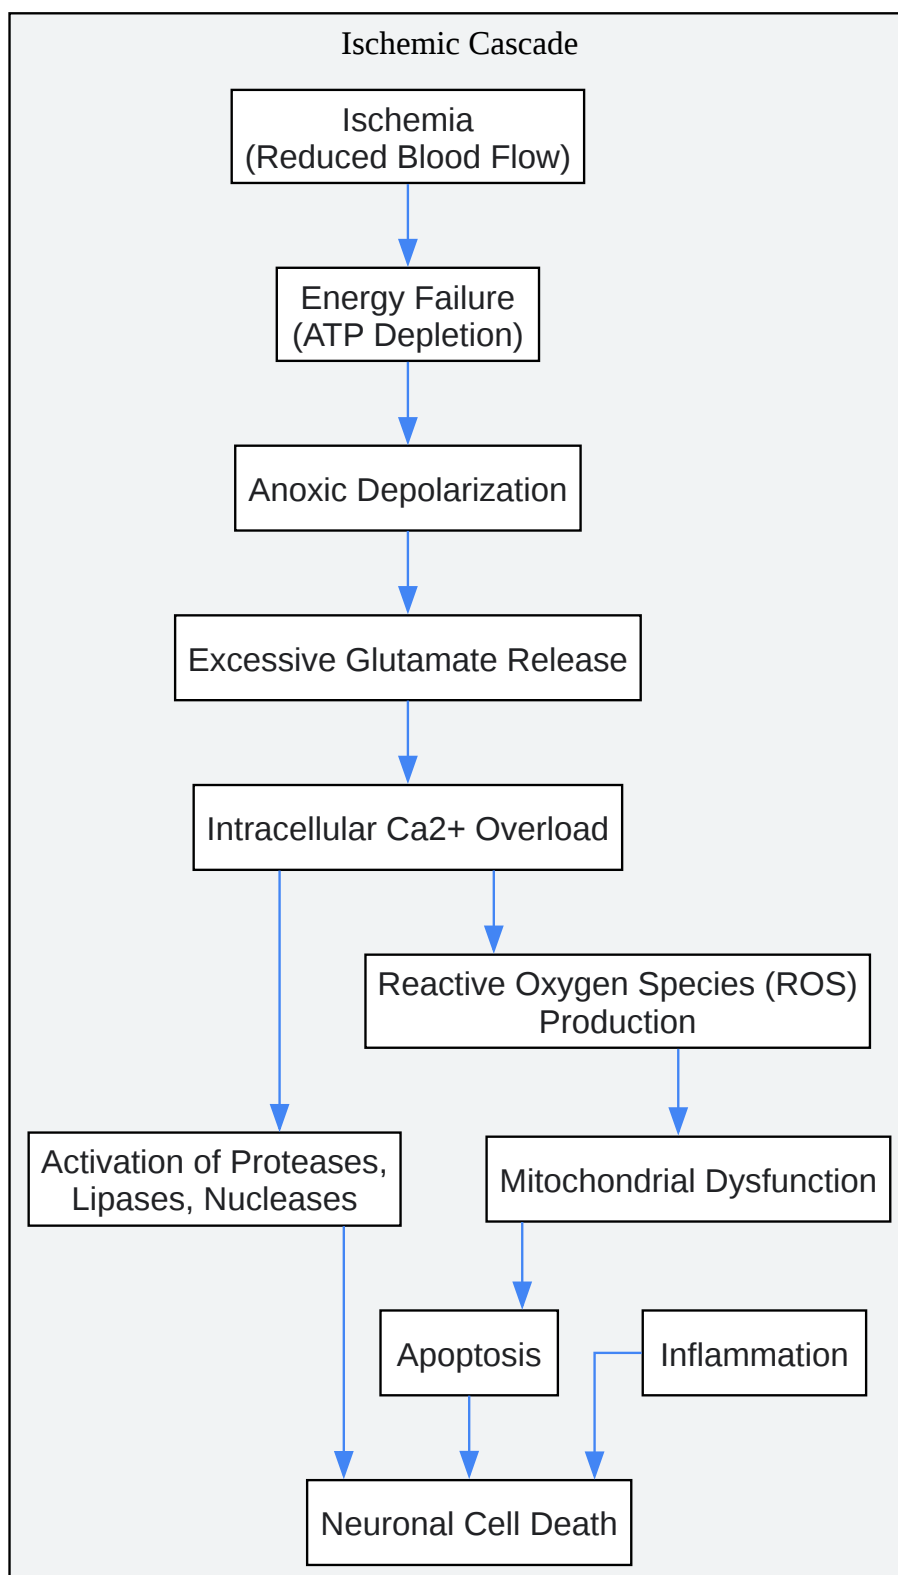 Ischemic Cascade
Ischemia
(Reduced Blood Flow)
Energy Failure
(ATP Depletion)
Anoxic Depolarization
Excessive Glutamate Release
Intracellular Ca2+ Overload
Reactive Oxygen Species (ROS)
Production
Activation of Proteases,
Lipases, Nucleases
Mitochondrial Dysfunction
Apoptosis
Inflammation
Neuronal Cell Death